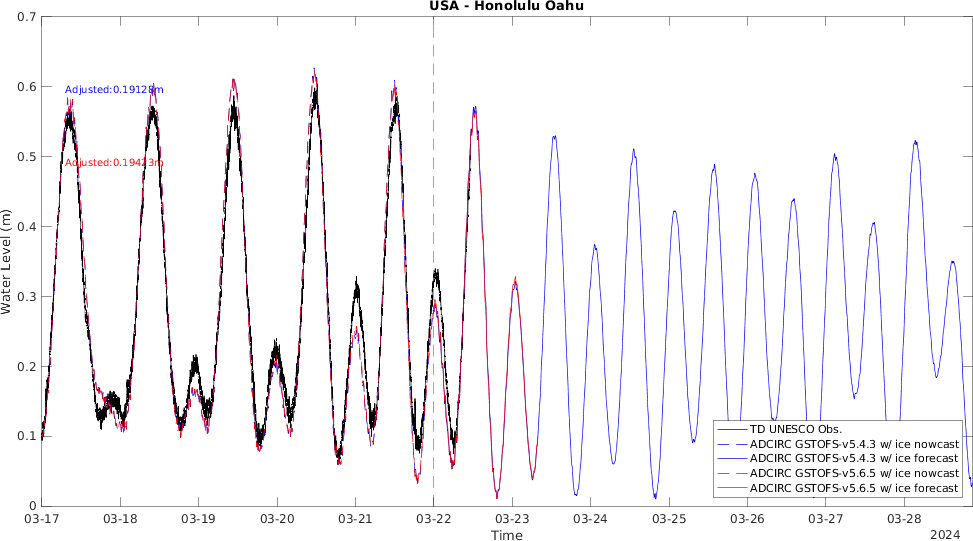 USA - Honolulu Oahu
0.7
0.6
0.5
0.4
0.3
0.2
0.1
0
Water Level (m)
Adjusted:0.19128m
Adjusted:0.19423m
TD UNESCO Obs.
ADCIRC GSTOFS-v5.4.3 w/ ice nowcast
ADCIRC GSTOFS-v5.4.3 w/ ice forecast
ADCIRC GSTOFS-v5.6.5 w/ ice nowcast
ADCIRC GSTOFS-v5.6.5 w/ ice forecast
03-17 03-18 03-19 03-20 03-21 03-22 03-23 03-24 03-25 03-26 03-27 03-28
Time
2024